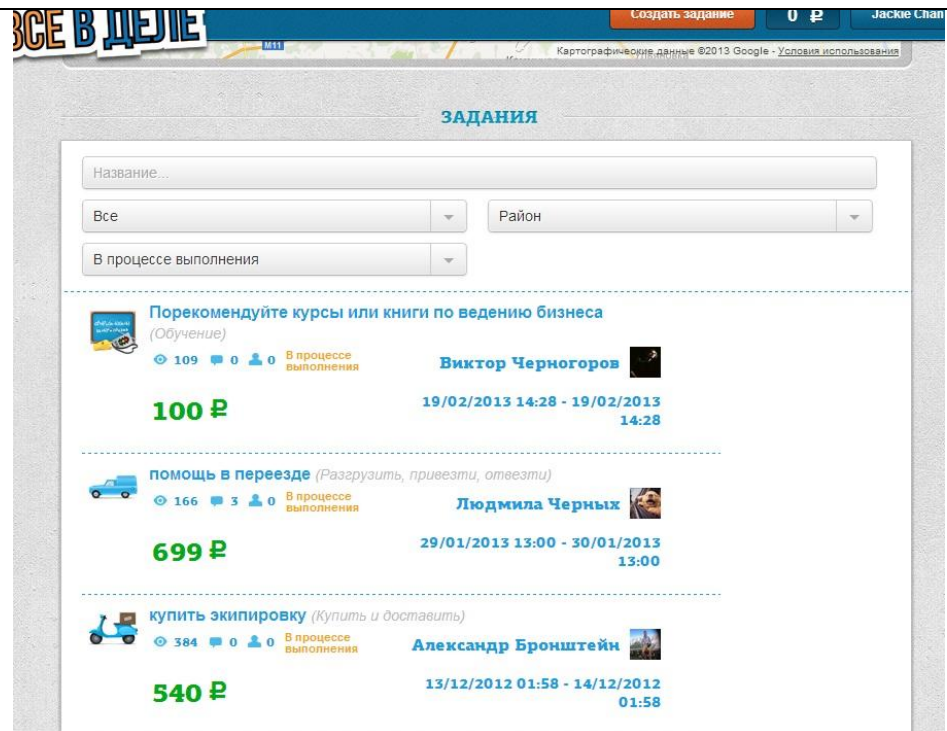 ВСЕ В ДЕЛЕ
Создать задание 0 ₽ Jackie Chan
M11
Картографические данные ©2013 Google - Условия использования
ЗАДАНИЯ
Название...
Все
Район
В процессе выполнения
Порекомендуйте курсы или книги по ведению бизнеса
(Обучение)
109 0 0 В процессе
выполнения
Виктор Черногоров
100 ₽
19/02/2013 14:28 - 19/02/2013
14:28
помощь в переезде (Разгрузить, привезти, отвезти)
166 3 0 В процессе
выполнения
Людмила Черных
699 ₽
29/01/2013 13:00 - 30/01/2013
13:00
купить экипировку (Купить и доставить)
384 0 0 В процессе
выполнения
Александр Бронштейн
540 ₽
13/12/2012 01:58 - 14/12/2012
01:58